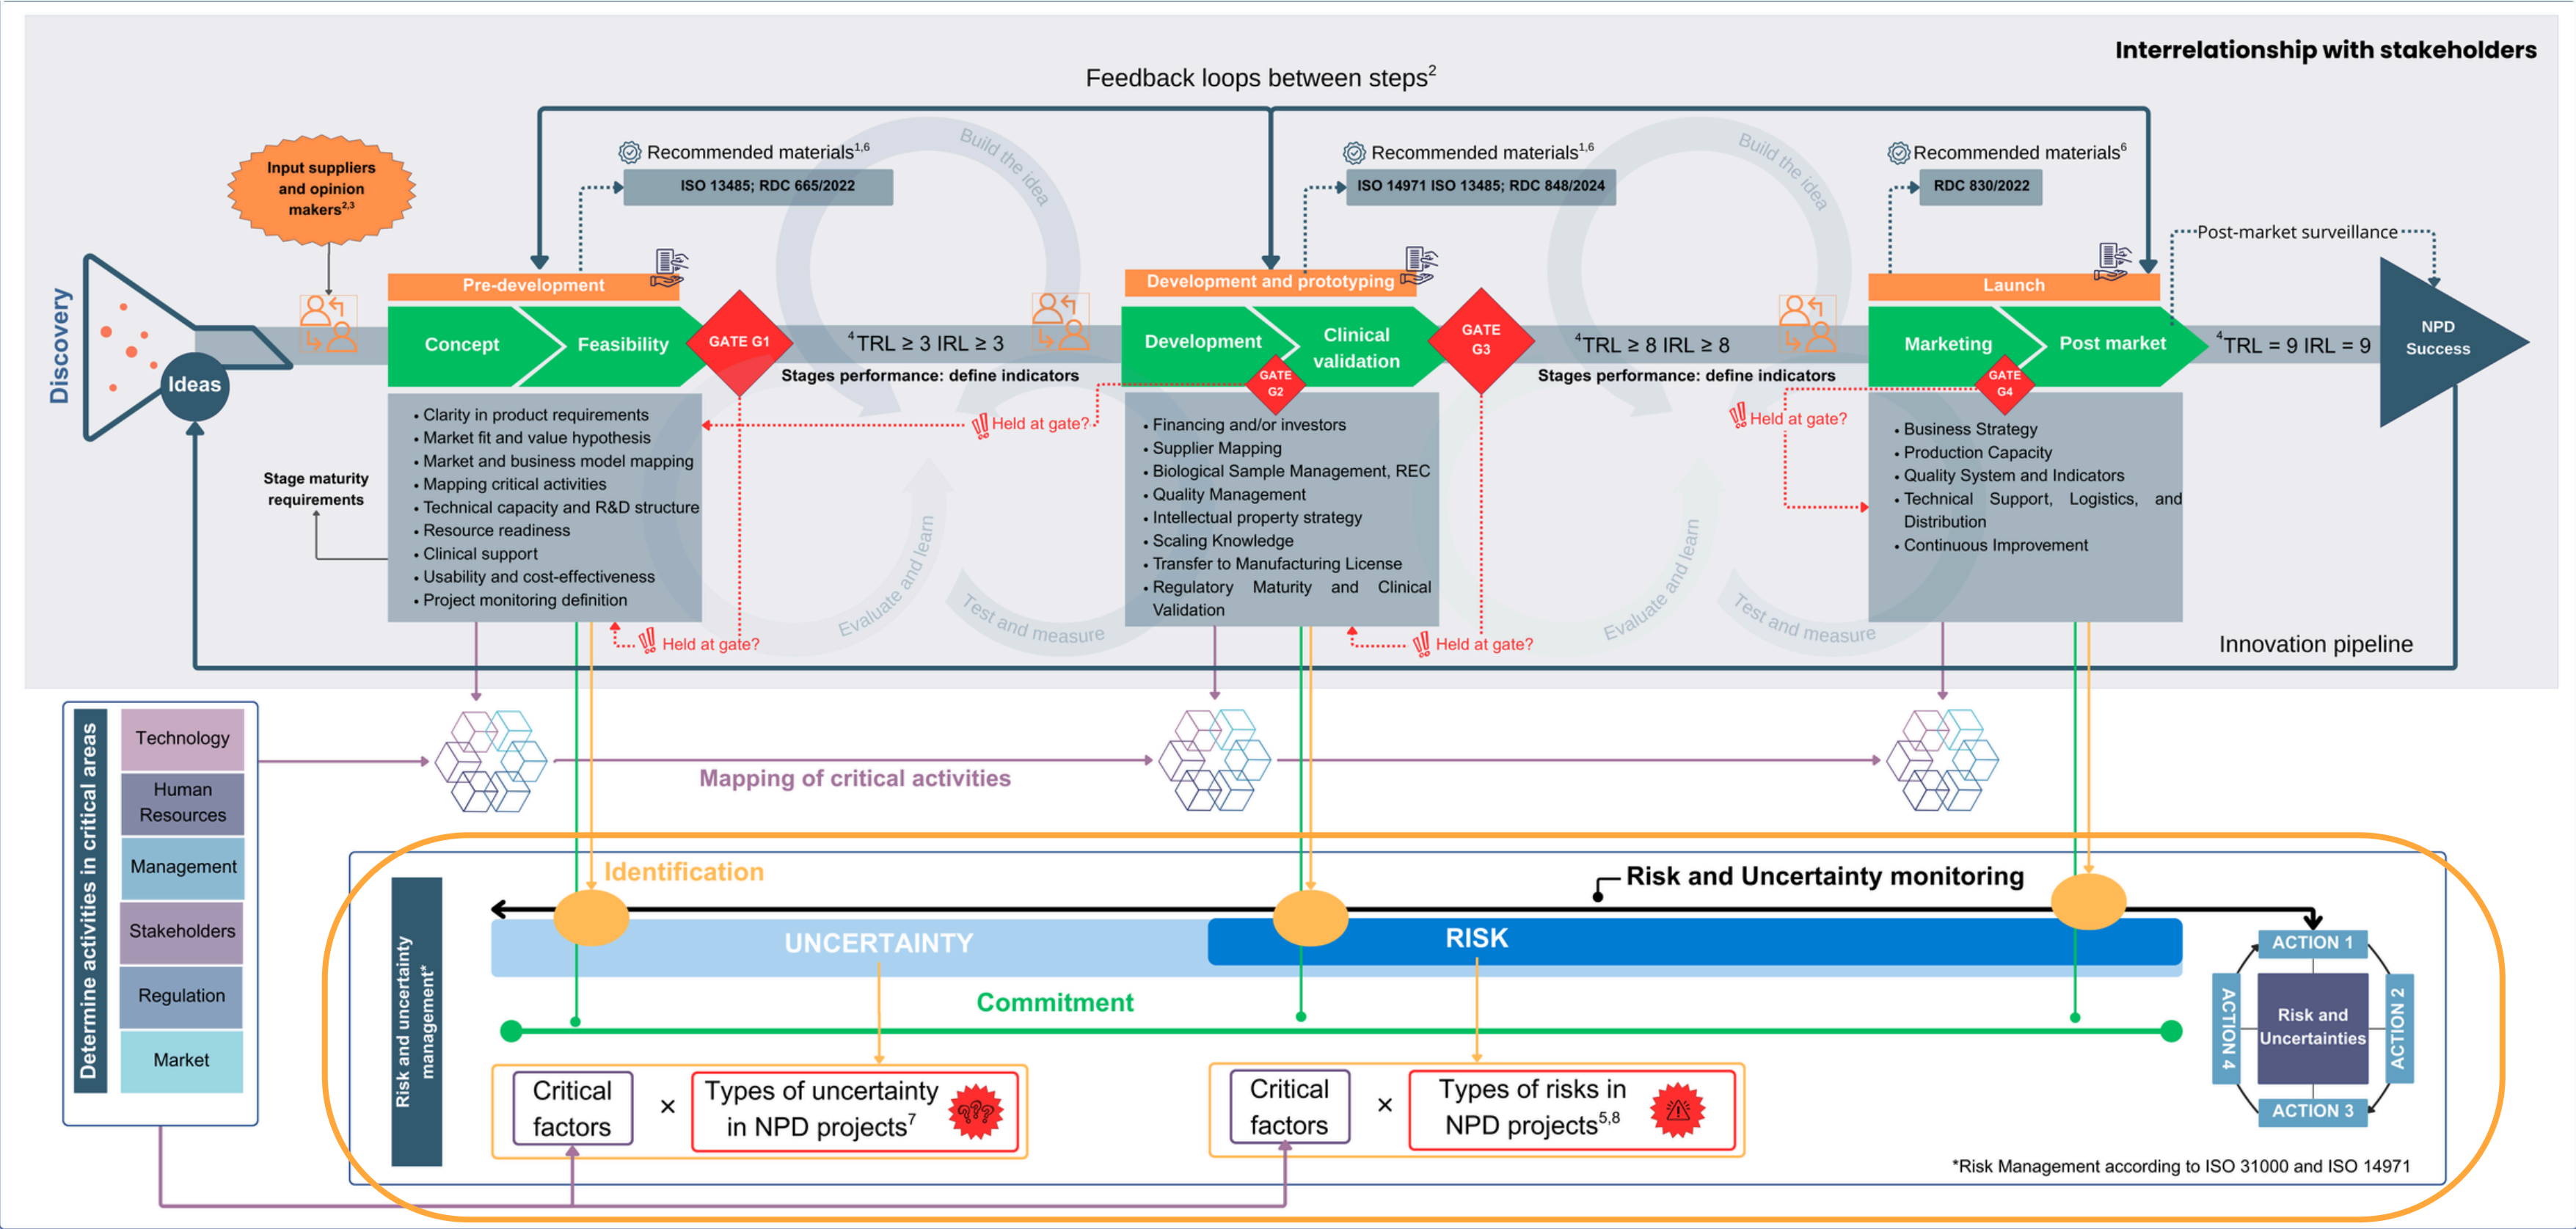 Interrelationship with stakeholders
Feedback loops between steps2
Input suppliers
and opinion
makers2,3
Recommended materials1,6
ISO 13485; RDC 665/2022
Build the idea
Recommended materials1,6
ISO 14971 ISO 13485; RDC 848/2024
Build the idea
Recommended materials6
RDC 830/2022
Post-market surveillance
Discovery
Ideas
Pre-development
Concept
Feasibility
GATE G1
4TRL ≥ 3 IRL ≥ 3
Stages performance: define indicators
Development and prototyping
Development
Clinical
validation
GATE
G2
GATE
G3
4TRL ≥ 8 IRL ≥ 8
Stages performance: define indicators
Launch
Marketing
Post market
GATE
G4
4TRL = 9 IRL = 9
NPD
Success
Stage maturity
requirements
• Clarity in product requirements
• Market fit and value hypothesis
• Market and business model mapping
• Mapping critical activities
• Technical capacity and R&D structure
• Resource readiness
• Clinical support
• Usability and cost-effectiveness
• Project monitoring definition
Held at gate?
Held at gate?
Evaluate and learn
Test and measure
• Financing and/or investors
• Supplier Mapping
• Biological Sample Management, REC
• Quality Management
• Intellectual property strategy
• Scaling Knowledge
• Transfer to Manufacturing License
• Regulatory Maturity and Clinical
Validation
Held at gate?
Held at gate?
Evaluate and learn
Test and measure
• Business Strategy
• Production Capacity
• Quality System and Indicators
• Technical Support, Logistics, and
Distribution
• Continuous Improvement
Innovation pipeline
Determine activities in critical areas
Technology
Human
Resources
Management
Stakeholders
Regulation
Market
Mapping of critical activities
Risk and uncertainty
management*
Identification
Risk and Uncertainty monitoring
UNCERTAINTY
RISK
Commitment
Critical
factors
×
Types of uncertainty
in NPD projects7
???
Critical
factors
×
Types of risks in
NPD projects5,8
ACTION 1
ACTION 2
ACTION 3
ACTION 4
Risk and
Uncertainties
*Risk Management according to ISO 31000 and ISO 14971